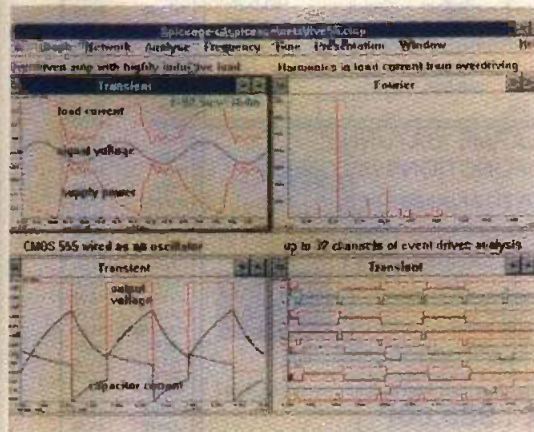 Graph Network Analyse Frequency Time Presentation Window
amp with highly inductive load
Harmonics in load current from overdriving
Transient
Fourier
load current
signal voltage
supply power
CMOS 555 wired as an oscillator
up to 32 channels of event driven analysis
Transient
Transient
output
voltage
capacitor current